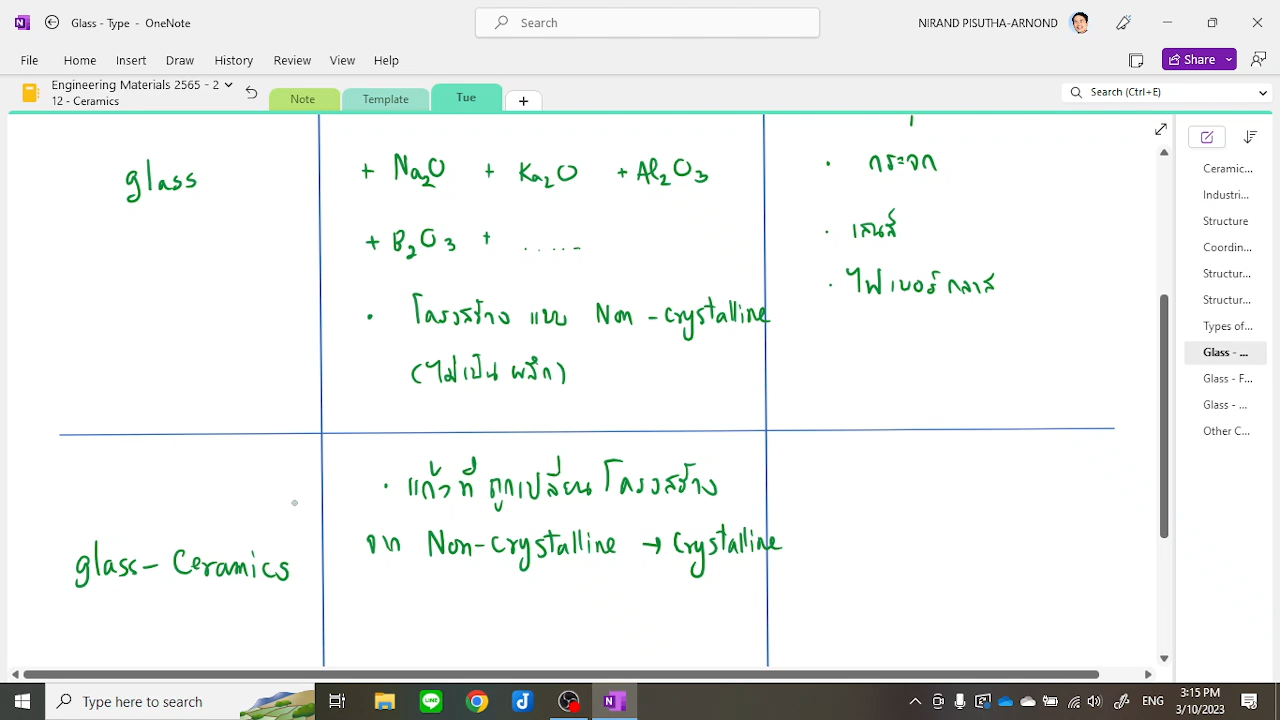 Glass - Type - OneNote
Search
NIRAND PISUTHA-ARNOND
File Home Insert Draw History Review View Help
Share
Engineering Materials 2565 - 2
12 - Ceramics
Note
Template
Tue
+
Search (Ctrl+E)
glass
+ Na2O + Ka2O + Al2O3
+ B2O3 + .....
• โครงสร้าง แบบ Non-crystalline
(ไม่เป็น ผลึก)
• กระจก
• เลนส์
• ไฟเบอร์กลาส
glass-Ceramics
• แก้วที่ ถูกเปลี่ยน โครงสร้าง
จาก Non-crystalline → Crystalline
Ceramic...
Industri...
Structure
Coordin...
Structur...
Structur...
Types of...
Glass - ...
Glass - F...
Glass - ...
Other C...
Type here to search
ENG
3:15 PM
3/10/2023